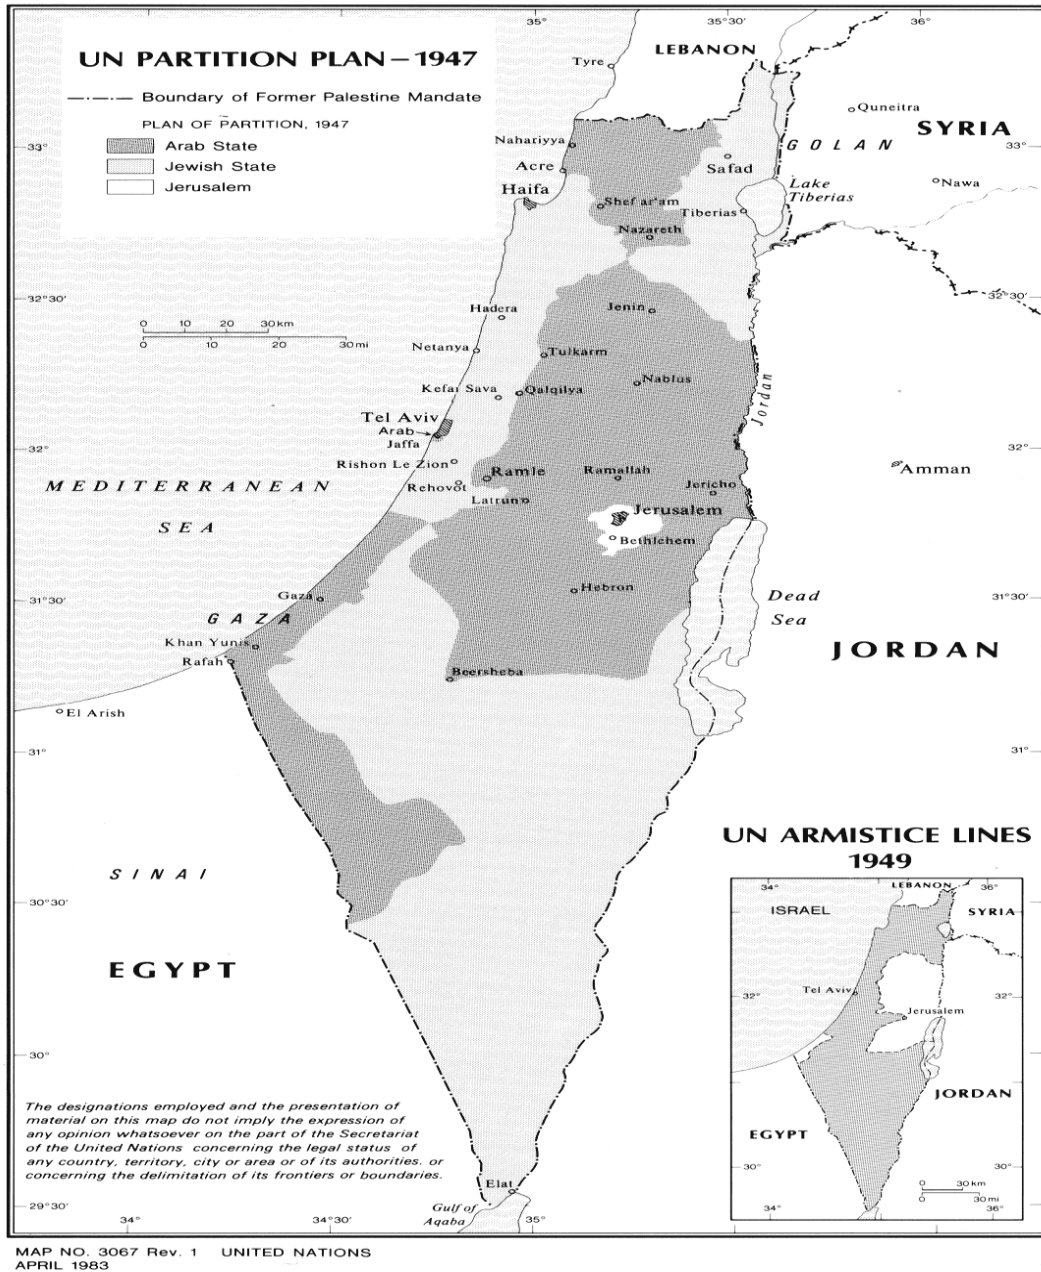 UN PARTITION PLAN – 1947
Boundary of Former Palestine Mandate
PLAN OF PARTITION, 1947
Arab State
Jewish State
Jerusalem
35°
35°30'
36°
LEBANON
Tyre
Quneitra
SYRIA
Nahariyya
33°
GOLAN
33°
Acre
Safad
Haifa
Lake
Tiberias
Nawa
Shef ar'am
Tiberias
Nazareth
32°30'
32°30'
Hadera
Jenin
0 10 20 30 km
0 10 20 30 mi
Netanya
Tulkarm
Kefar Sava
Qalqilya
Nablus
Jordan
Tel Aviv
Arab
Jaffa
32°
32°
Rishon Le Zion
Ramle
Ramallah
Amman
Rehovot
Jericho
MEDITERRANEAN
SEA
Latrun
Jerusalem
Bethlehem
31°30'
Gaza
Hebron
Dead
Sea
31°30'
GAZA
Khan Yunis
Rafah
JORDAN
Beersheba
El Arish
31°
31°
UN ARMISTICE LINES
1949
SINAI
30°30'
EGYPT
34°
LEBANON
36°
ISRAEL
SYRIA
32°
Tel Aviv
32°
Jerusalem
JORDAN
EGYPT
30°
30°
0 30 km
0 30 mi
34°
36°
30°
The designations employed and the presentation of
material on this map do not imply the expression of
any opinion whatsoever on the part of the Secretariat
of the United Nations concerning the legal status of
any country, territory, city or area or of its authorities. or
concerning the delimitation of its frontiers or boundaries.
Elat
Gulf of
Aqaba
29°30'
34°
34°30'
35°
MAP NO. 3067 Rev. 1 UNITED NATIONS
APRIL 1983